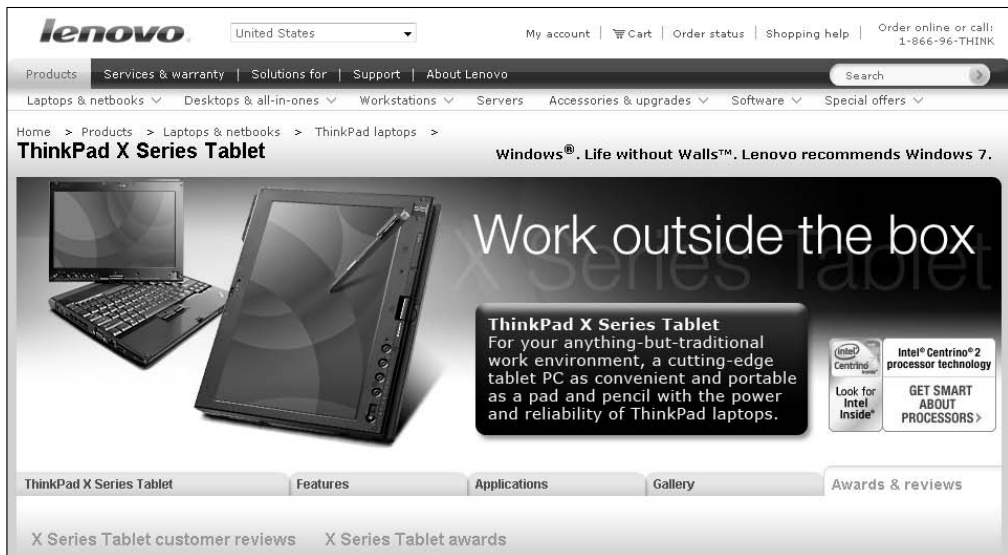 lenovo.
United States
My account | Cart | Order status | Shopping help |
Order online or call:
1-866-96-THINK
Products Services & warranty | Solutions for | Support | About Lenovo
Search
Laptops & netbooks Desktops & all-in-ones Workstations Servers Accessories & upgrades Software Special offers
Home > Products > Laptops & netbooks > ThinkPad laptops >
ThinkPad X Series Tablet
Windows®. Life without Walls™. Lenovo recommends Windows 7.
X Series Tablet
Work outside the box
ThinkPad X Series Tablet
For your anything-but-traditional
work environment, a cutting-edge
tablet PC as convenient and portable
as a pad and pencil with the power
and reliability of ThinkPad laptops.
(intel)
Centrino
inside™
Look for
Intel
Inside®
Intel® Centrino® 2
processor technology
GET SMART
ABOUT
PROCESSORS>
ThinkPad X Series Tablet Features Applications Gallery Awards & reviews
X Series Tablet customer reviews X Series Tablet awards